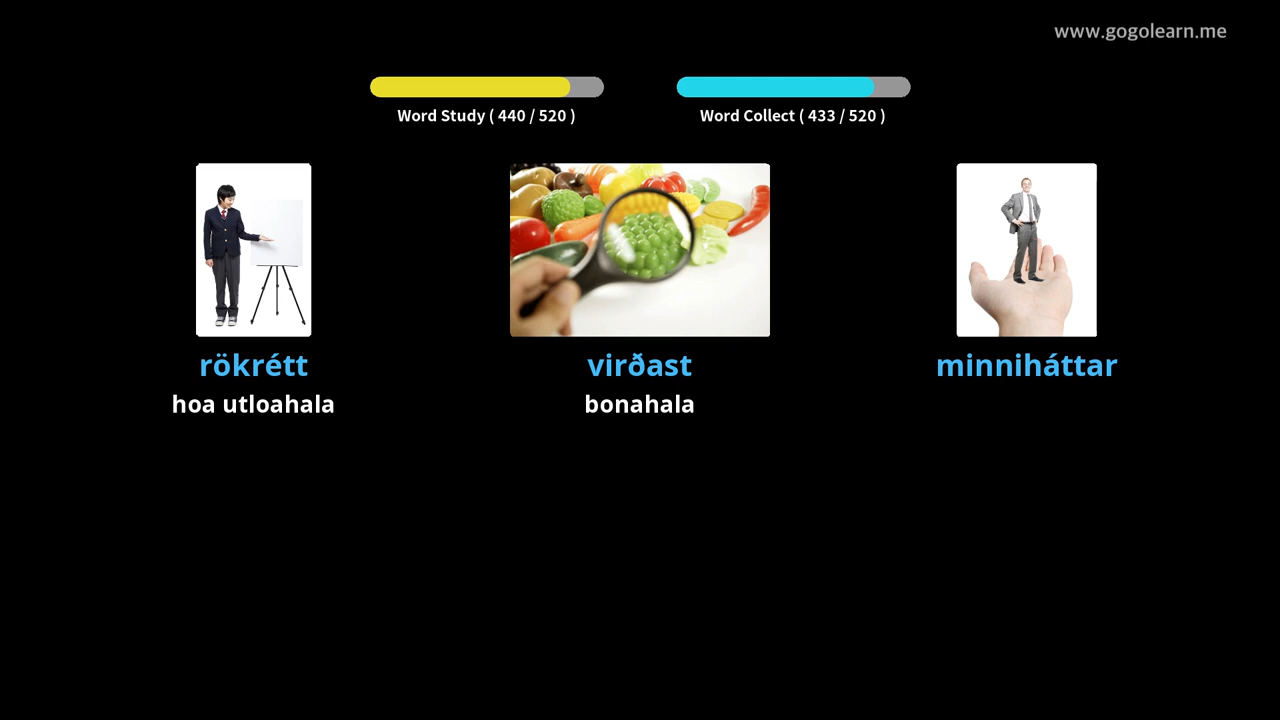 www.gogolearn.me
Word Study ( 440 / 520 )
Word Collect ( 433 / 520 )
rökrétt
virðast
minniháttar
hoa utloahala
bonahala